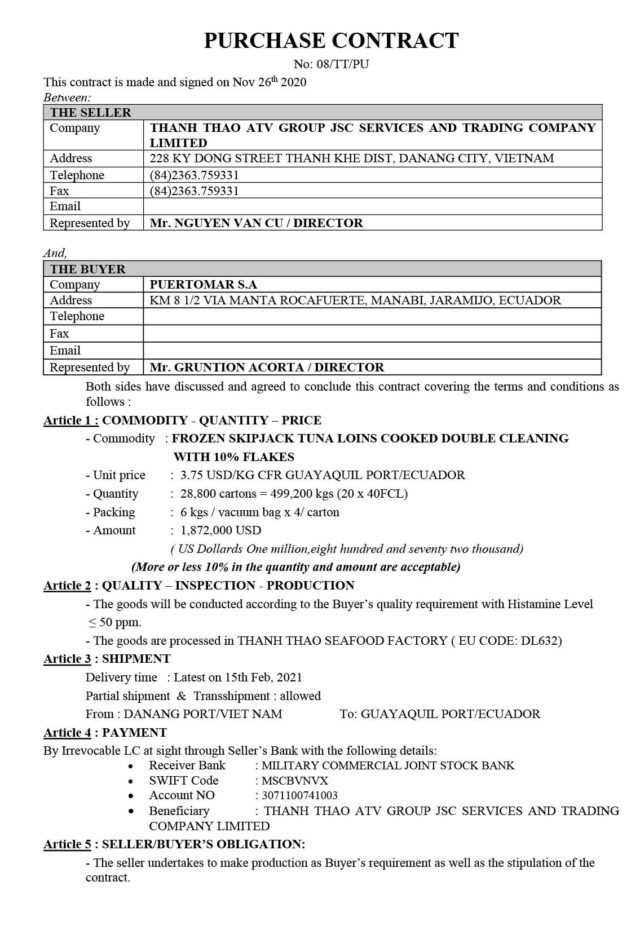 PURCHASE CONTRACT
No: 08/TT/PU
This contract is made and signed on Nov 26th 2020
Between:
THE SELLER
Company THANH THAO ATV GROUP JSC SERVICES AND TRADING COMPANY
LIMITED
Address 228 KY DONG STREET THANH KHE DIST, DANANG CITY, VIETNAM
Telephone (84)2363.759331
Fax (84)2363.759331
Email
Represented by Mr. NGUYEN VAN CU / DIRECTOR
And,
THE BUYER
Company PUERTOMAR S.A
Address KM 8 1/2 VIA MANTA ROCAFUERTE, MANABI, JARAMIJO, ECUADOR
Telephone
Fax
Email
Represented by Mr. GRUNTION ACORTA / DIRECTOR
Both sides have discussed and agreed to conclude this contract covering the terms and conditions as
follows :
Article 1 : COMMODITY - QUANTITY – PRICE
- Commodity : FROZEN SKIPJACK TUNA LOINS COOKED DOUBLE CLEANING
WITH 10% FLAKES
- Unit price : 3.75 USD/KG CFR GUAYAQUIL PORT/ECUADOR
- Quantity : 28,800 cartons = 499,200 kgs (20 x 40FCL)
- Packing : 6 kgs / vacuum bag x 4/ carton
- Amount : 1,872,000 USD
( US Dollards One million,eight hundred and seventy two thousand)
(More or less 10% in the quantity and amount are acceptable)
Article 2 : QUALITY – INSPECTION - PRODUCTION
- The goods will be conducted according to the Buyer's quality requirement with Histamine Level
≤ 50 ppm.
- The goods are processed in THANH THAO SEAFOOD FACTORY ( EU CODE: DL632)
Article 3 : SHIPMENT
Delivery time : Latest on 15th Feb, 2021
Partial shipment & Transshipment : allowed
From : DANANG PORT/VIET NAM To: GUAYAQUIL PORT/ECUADOR
Article 4 : PAYMENT
By Irrevocable LC at sight through Seller's Bank with the following details:
• Receiver Bank : MILITARY COMMERCIAL JOINT STOCK BANK
• SWIFT Code : MSCBVNVX
• Account NO : 3071100741003
• Beneficiary : THANH THAO ATV GROUP JSC SERVICES AND TRADING
COMPANY LIMITED
Article 5 : SELLER/BUYER'S OBLIGATION:
- The seller undertakes to make production as Buyer's requirement as well as the stipulation of the
contract.